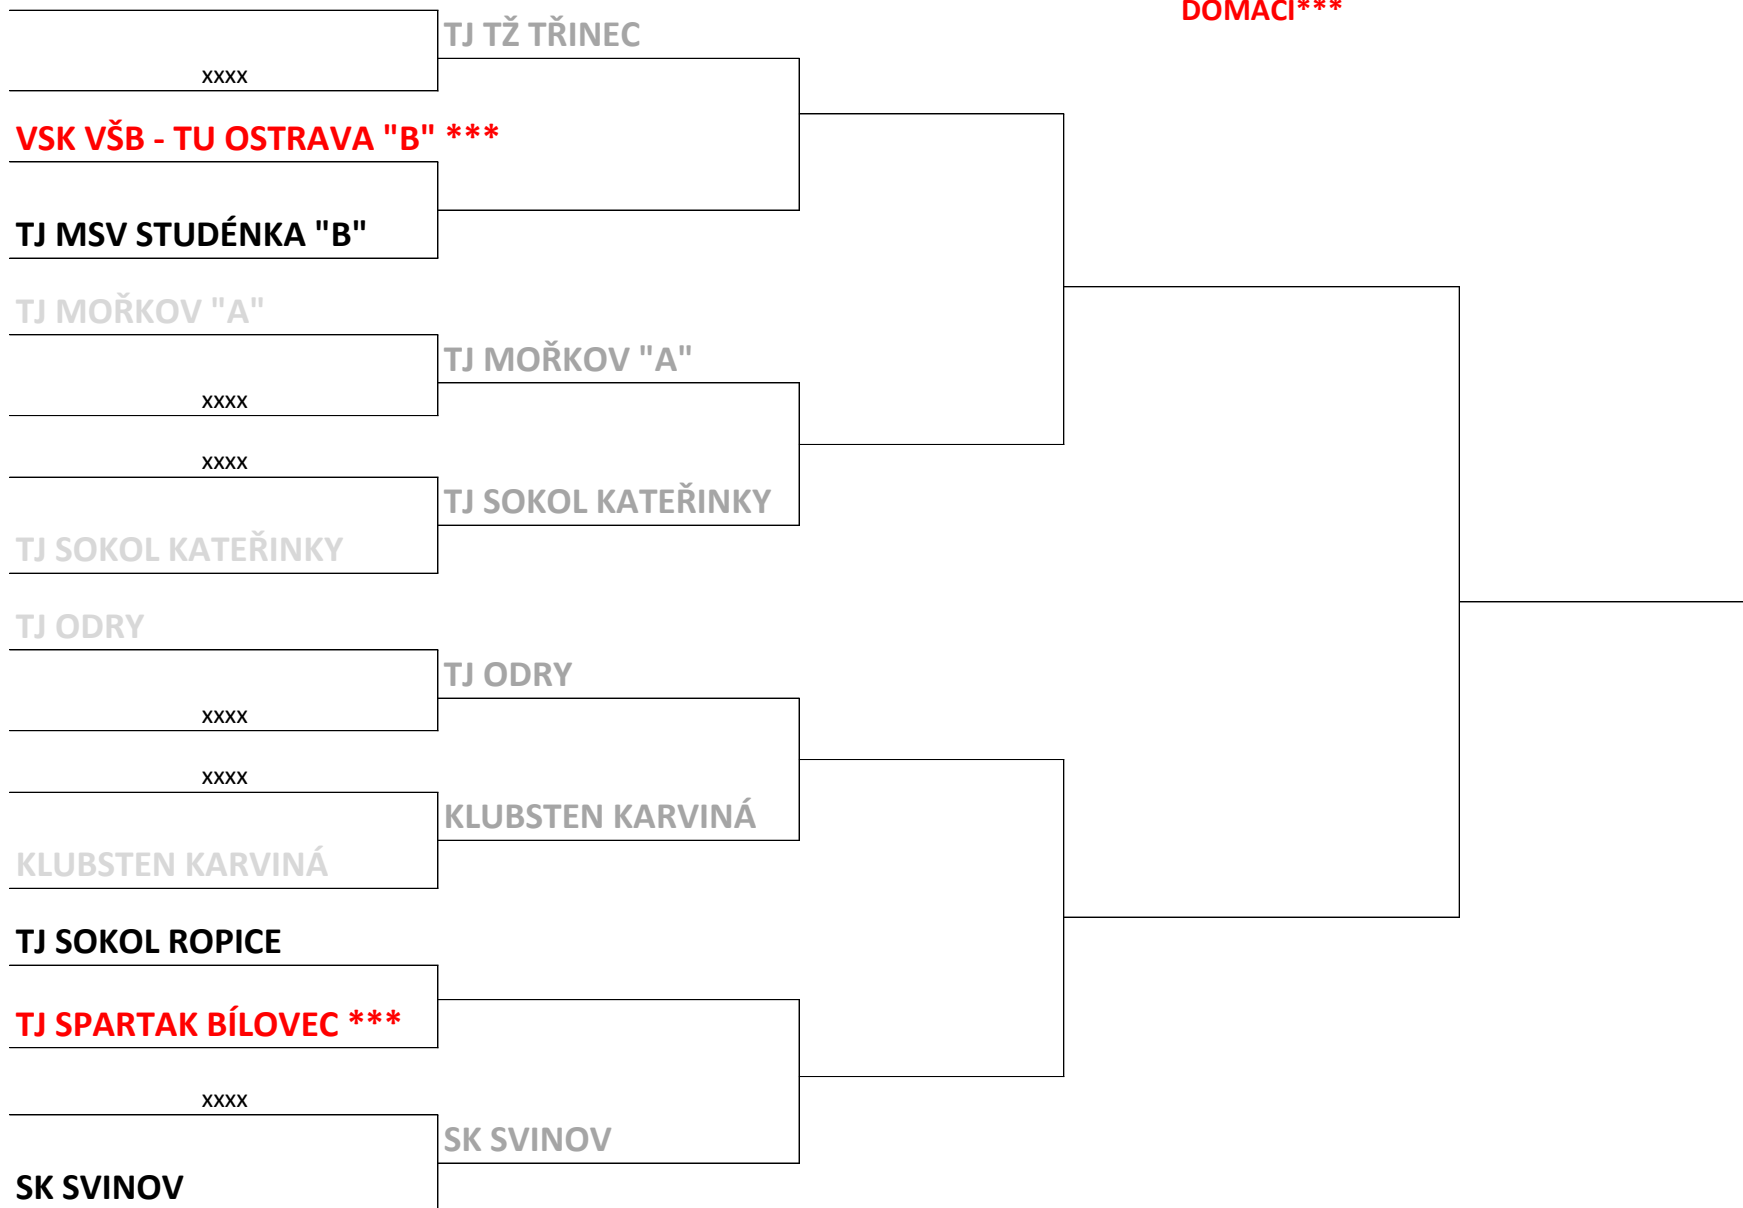 DOMÁCÍ***
TJ TŽ TŘINEC
xxxx
VSK VŠB - TU OSTRAVA "B" ***
TJ MSV STUDÉNKA "B"
TJ MOŘKOV "A"
TJ MOŘKOV "A"
xxxx
xxxx
TJ SOKOL KATEŘINKY
TJ SOKOL KATEŘINKY
TJ ODRY
TJ ODRY
xxxx
xxxx
KLUBSTEN KARVINÁ
KLUBSTEN KARVINÁ
TJ SOKOL ROPICE
TJ SPARTAK BÍLOVEC ***
xxxx
SK SVINOV
SK SVINOV